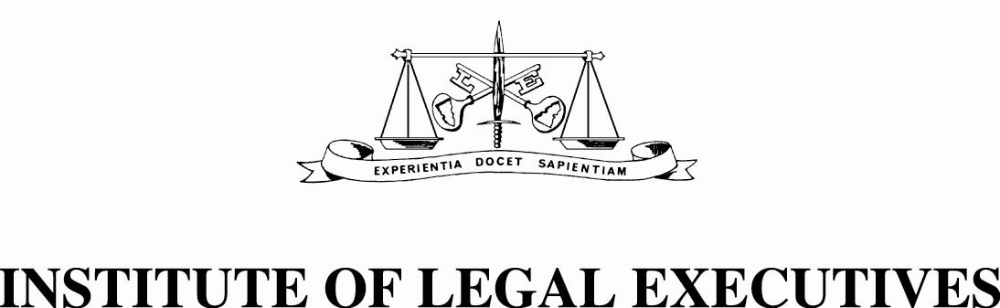 L E
EXPERIENTIA DOCET SAPIENTIAM
INSTITUTE OF LEGAL EXECUTIVES